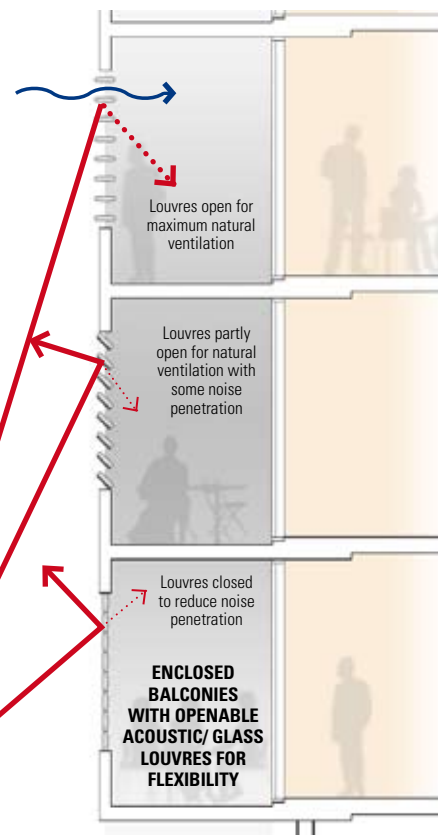 Louvres open for
maximum natural
ventilation
Louvres partly
open for natural
ventilation with
some noise
penetration
Louvres closed
to reduce noise
penetration
ENCLOSED
BALCONIES
WITH OPENABLE
ACOUSTIC/ GLASS
LOUVRES FOR
FLEXIBILITY